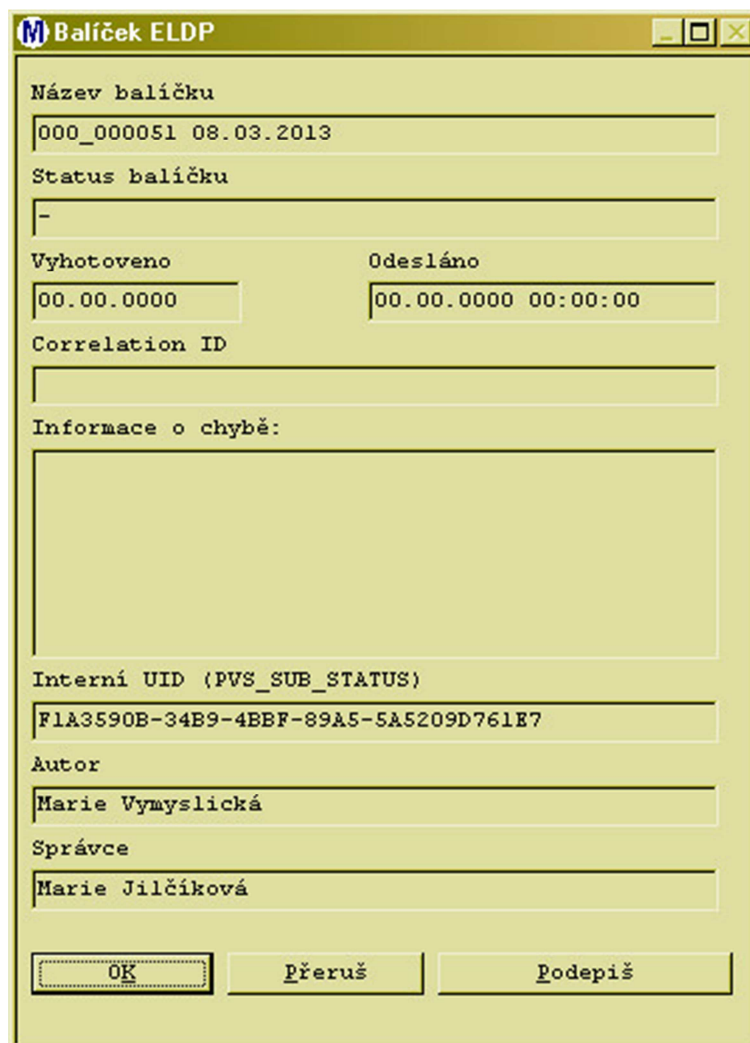 M Balíček ELDP
Název balíčku
000_000051 08.03.2013
Status balíčku
-
Vyhotoveno Odesláno
00.00.0000 00.00.0000 00:00:00
Correlation ID
Informace o chybě:
Interní UID (PVS_SUB_STATUS)
F1A3590B-34B9-4BBF-89A5-5A5209D761E7
Autor
Marie Vymyslická
Správce
Marie Jilčíková
OK Přeruš Podepiš